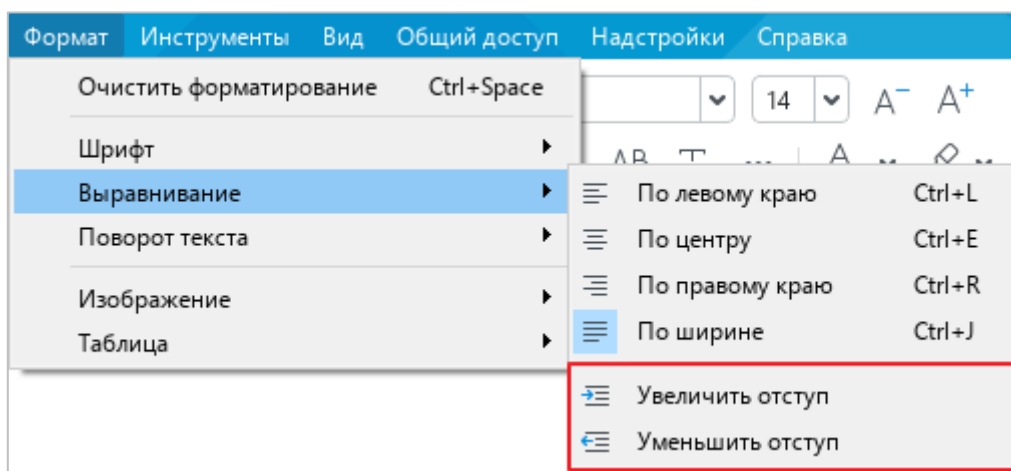 Формат Инструменты Вид Общий доступ Надстройки Справка
Очистить форматирование Ctrl+Space
14 A− A+
Шрифт
Выравнивание
Поворот текста
Изображение
Таблица
По левому краю Ctrl+L
По центру Ctrl+E
По правому краю Ctrl+R
По ширине Ctrl+J
Увеличить отступ
Уменьшить отступ